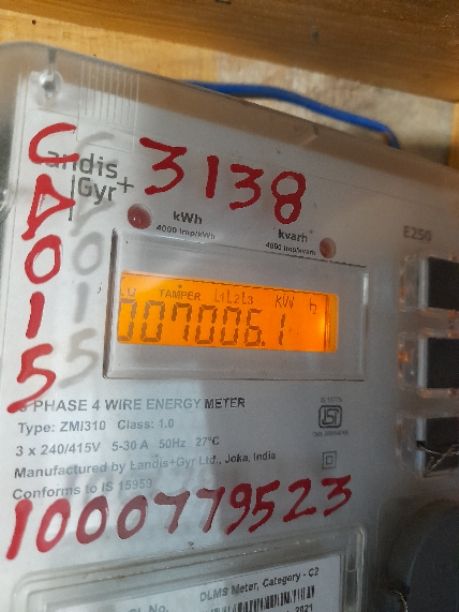 3138
Landis
|Gyr+
CA015
kWh
4000 imp/kWh
kvarh
4000 imp/kvarh
E250
TAMPER L1L2L3 kW h
007006.1
3 PHASE 4 WIRE ENERGY METER
Type: ZMI310 Class: 1.0
3 x 240/415V 5-30 A 50Hz 27°C
Manufactured by Landis+Gyr Ltd., Joka, India
Conforms to IS 15959
1000779523
DLMS Meter, Category - C2